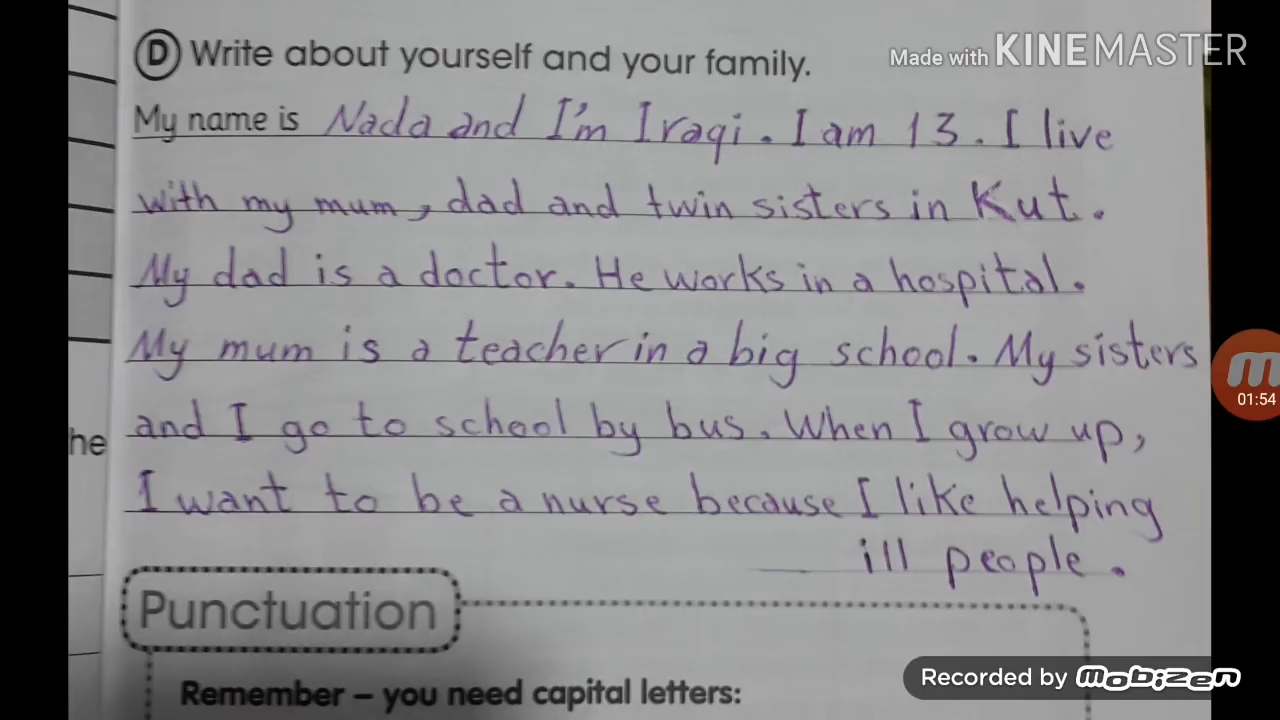 D Write about yourself and your family.
Made with KINEMASTER
My name is Nada and I'm Iraqi. I am 13. I live
with my mum, dad and twin sisters in Kut.
My dad is a doctor. He works in a hospital.
My mum is a teacher in a big school. My sisters
01:54
he
and I go to school by bus. When I grow up,
I want to be a nurse because I like helping
ill people.
Punctuation
Recorded by Mobizen
Remember – you need capital letters: